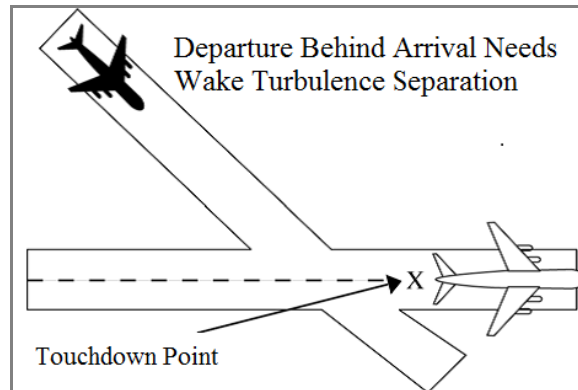 Departure Behind Arrival Needs
Wake Turbulence Separation
X
Touchdown Point